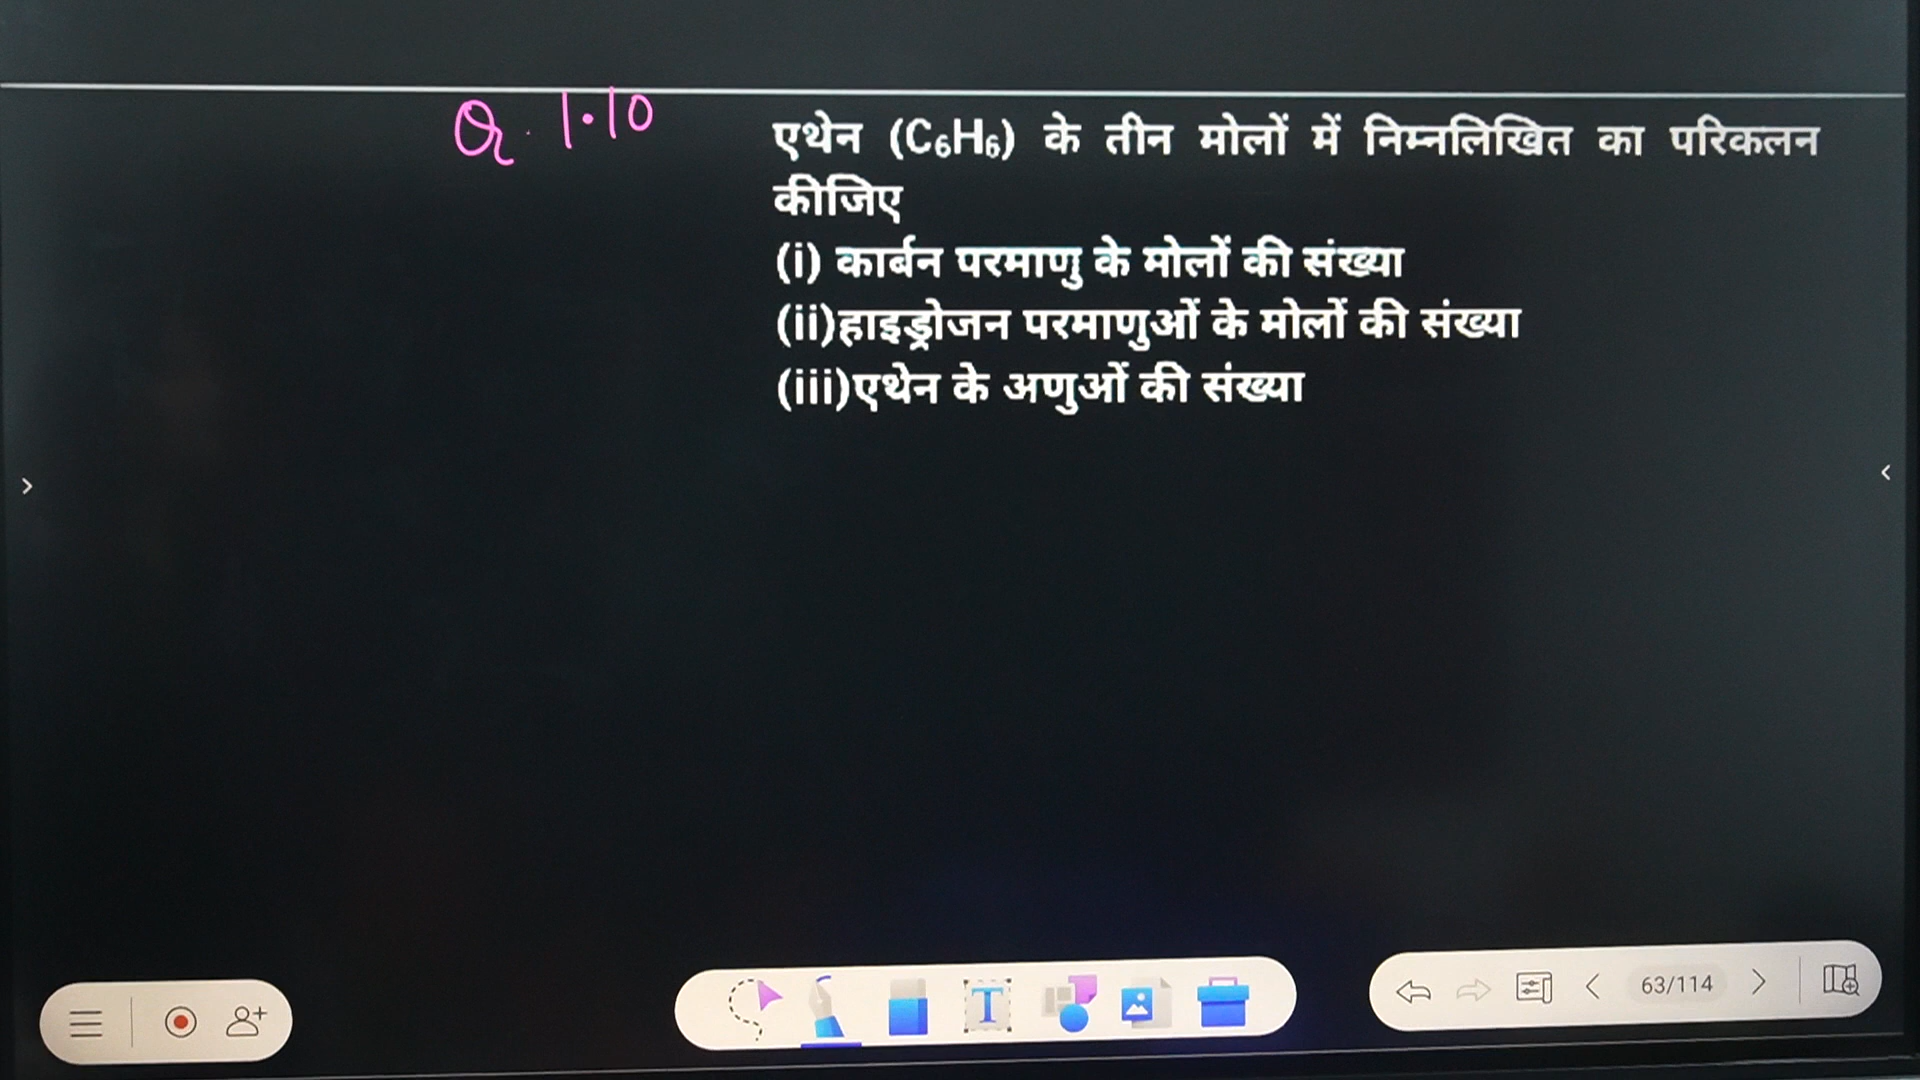 Q. 1.10
एथेन (C₆H₆) के तीन मोलों में निम्नलिखित का परिकलन
कीजिए
(i) कार्बन परमाणु के मोलों की संख्या
(ii)हाइड्रोजन परमाणुओं के मोलों की संख्या
(iii)एथेन के अणुओं की संख्या
T
63/114